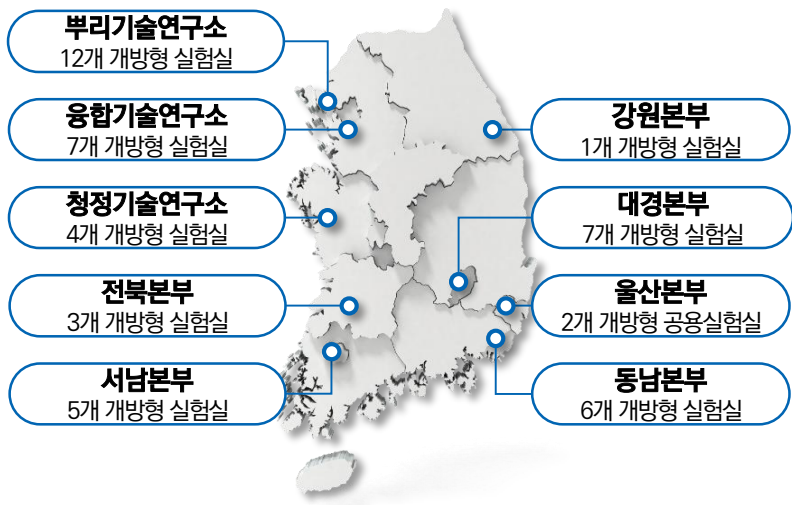 뿌리기술연구소
12개 개방형 실험실
융합기술연구소
7개 개방형 실험실
청정기술연구소
4개 개방형 실험실
전북본부
3개 개방형 실험실
서남본부
5개 개방형 실험실
강원본부
1개 개방형 실험실
대경본부
7개 개방형 실험실
울산본부
2개 개방형 공용실험실
동남본부
6개 개방형 실험실